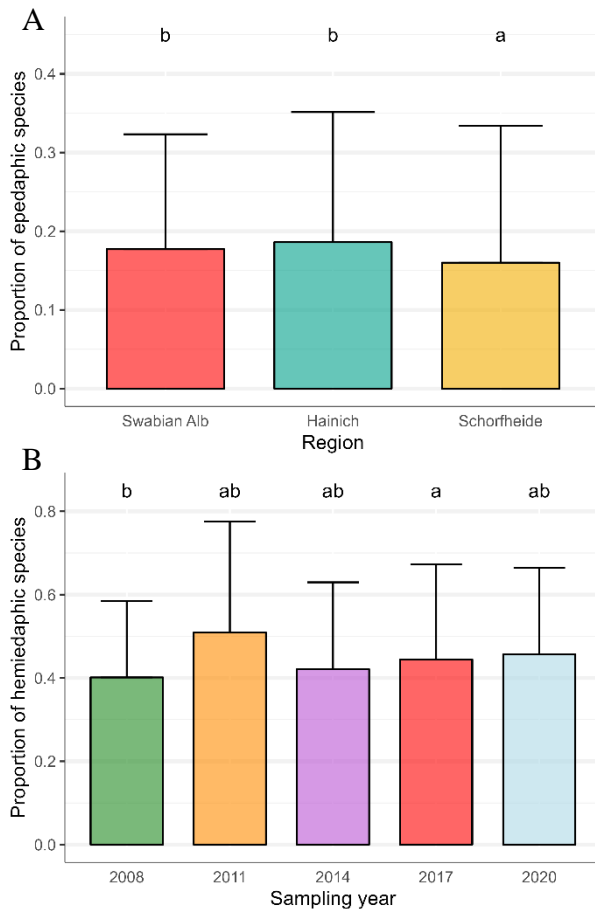 A
b b a
0.4
0.3
0.2
0.1
0.0
Proportion of epedaphic species
Swabian Alb Hainich Schorfheide
Region
B
b ab ab a ab
0.8
0.6
0.4
0.2
0.0
Proportion of hemiedaphic species
2008 2011 2014 2017 2020
Sampling year